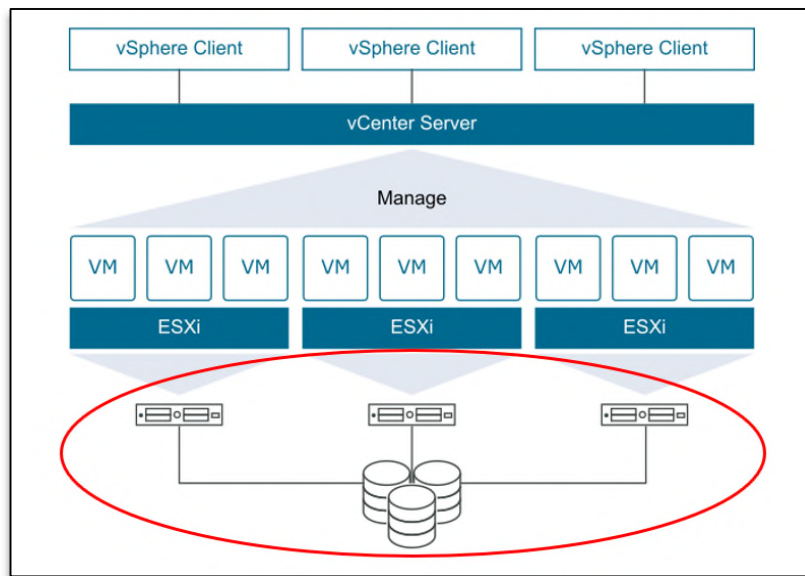 vSphere Client vSphere Client vSphere Client
vCenter Server
Manage
VM VM VM VM VM VM VM VM VM
ESXi ESXi ESXi